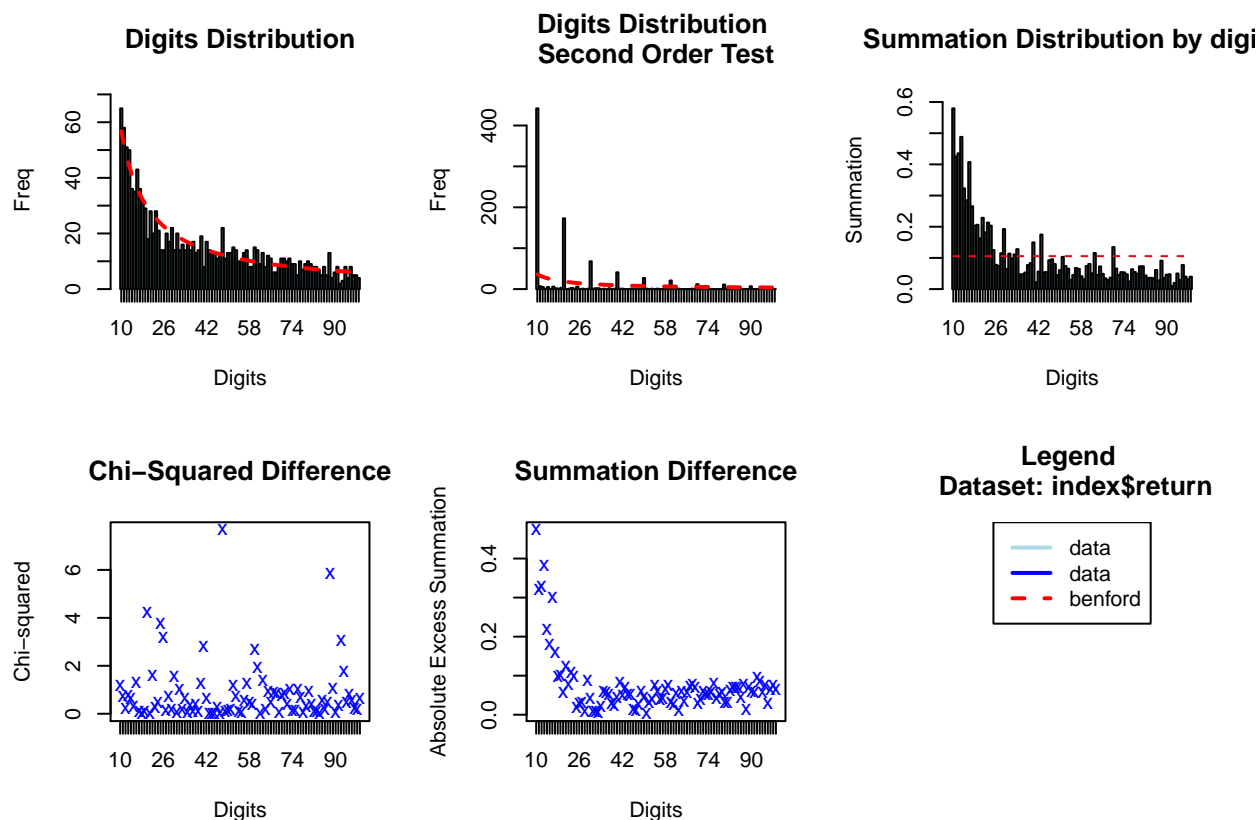 Digits Distribution
Freq
0 20 40 60
10 26 42 58 74 90
Digits
Digits Distribution
Second Order Test
Freq
0 200 400
10 26 42 58 74 90
Digits
Summation Distribution by digi
Summation
0.0 0.2 0.4 0.6
10 26 42 58 74 90
Digits
Chi−Squared Difference
Chi−squared
0 2 4 6
10 26 42 58 74 90
Digits
Summation Difference
Absolute Excess Summation
0.0 0.2 0.4
10 26 42 58 74 90
Digits
Legend
Dataset: index$return
data
data
benford